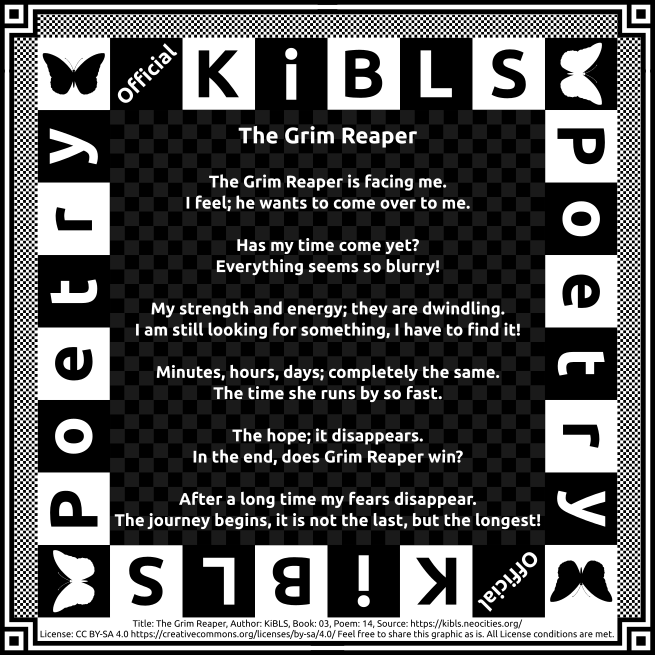 Official
KiBLS
Poetry
Poetry
The Grim Reaper
The Grim Reaper is facing me.
I feel; he wants to come over to me.
Has my time come yet?
Everything seems so blurry!
My strength and energy; they are dwindling.
I am still looking for something, I have to find it!
Minutes, hours, days; completely the same.
The time she runs by so fast.
The hope; it disappears.
In the end, does Grim Reaper win?
After a long time my fears disappear.
The journey begins, it is not the last, but the longest!
Official
KiBLS
Title: The Grim Reaper, Author: KiBLS, Book: 03, Poem: 14, Source: https://kibls.neocities.org/
License: CC BY-SA 4.0 https://creativecommons.org/licenses/by-sa/4.0/ Feel free to share this graphic as is. All License conditions are met.